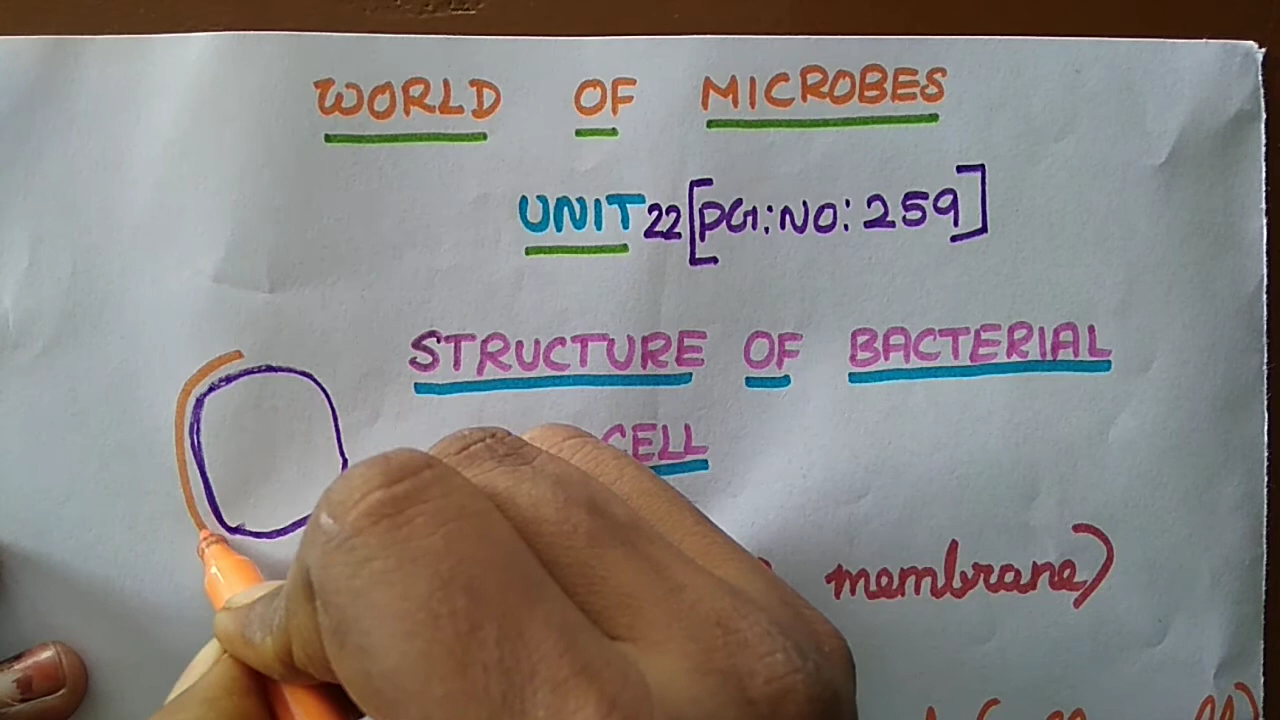 WORLD OF MICROBES
UNIT 22 [PG:NO: 259]
STRUCTURE OF BACTERIAL
CELL
membrane)